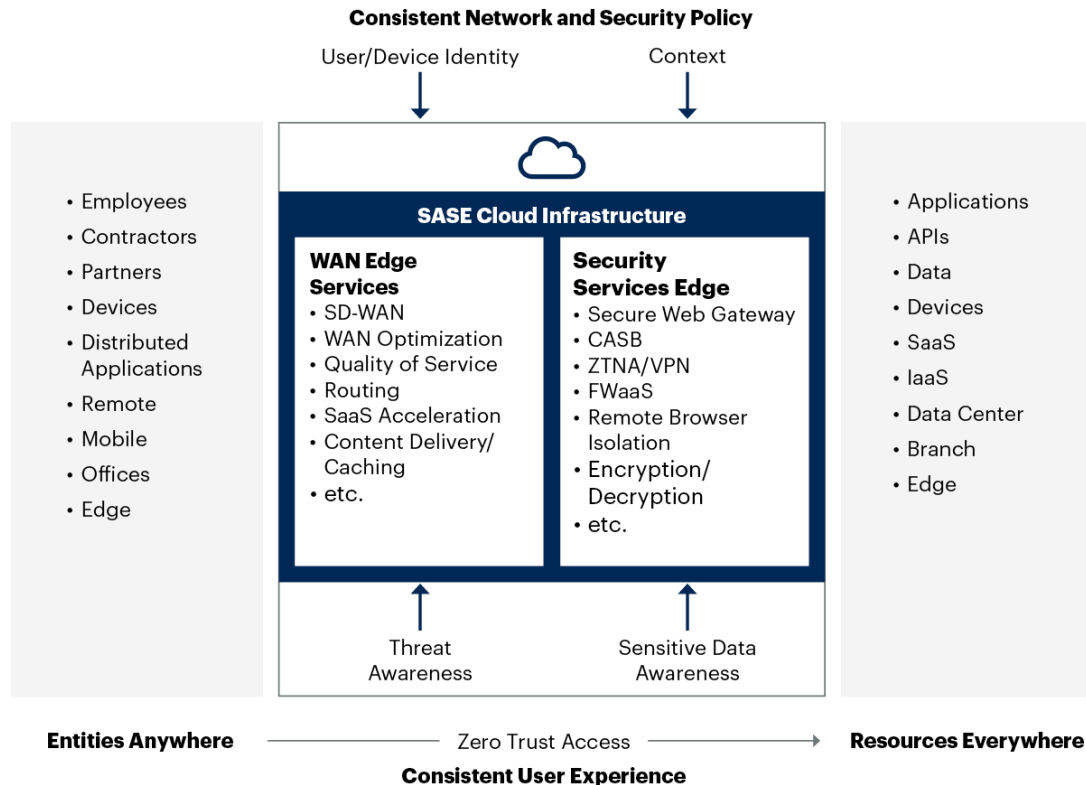 Consistent Network and Security Policy
User/Device Identity
Context
• Employees
• Contractors
• Partners
• Devices
• Distributed
Applications
• Remote
• Mobile
• Offices
• Edge
SASE Cloud Infrastructure
WAN Edge
Services
• SD-WAN
• WAN Optimization
• Quality of Service
• Routing
• SaaS Acceleration
• Content Delivery/
Caching
• etc.
Security
Services Edge
• Secure Web Gateway
• CASB
• ZTNA/VPN
• FWaaS
• Remote Browser
Isolation
• Encryption/
Decryption
• etc.
Threat
Awareness
Sensitive Data
Awareness
• Applications
• APIs
• Data
• Devices
• SaaS
• IaaS
• Data Center
• Branch
• Edge
Entities Anywhere
Zero Trust Access
Resources Everywhere
Consistent User Experience